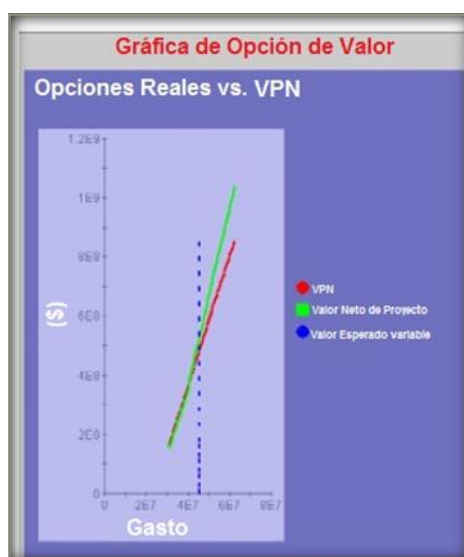 Gráfica de Opción de Valor
Opciones Reales vs. VPN
1.2E9
1E9
8E8
6E8
4E8
2E8
0
($)
0 2E7 4E7 6E7 8E7
Gasto
VPN
Valor Neto de Proyecto
Valor Esperado variable